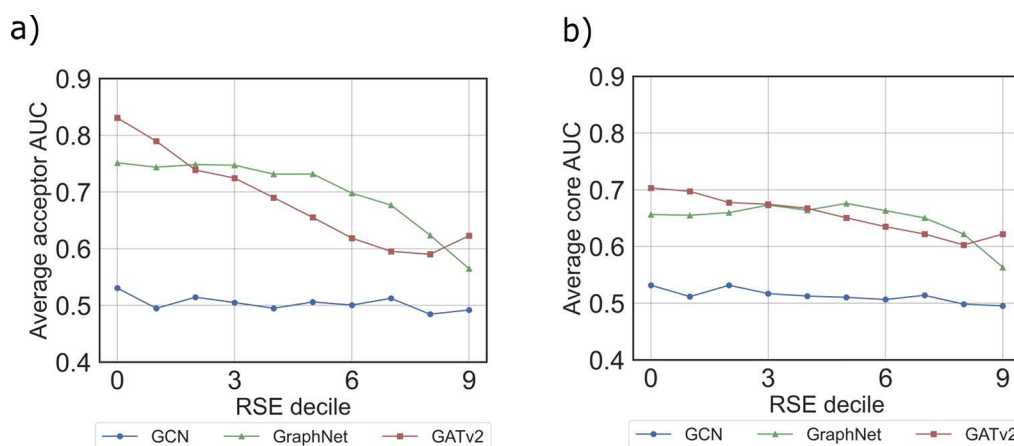 a)
Average acceptor AUC
0.9
0.8
0.7
0.6
0.5
0.4
0 3 6 9
RSE decile
GCN GraphNet GATv2
b)
Average core AUC
0.9
0.8
0.7
0.6
0.5
0.4
0 3 6 9
RSE decile
GCN GraphNet GATv2